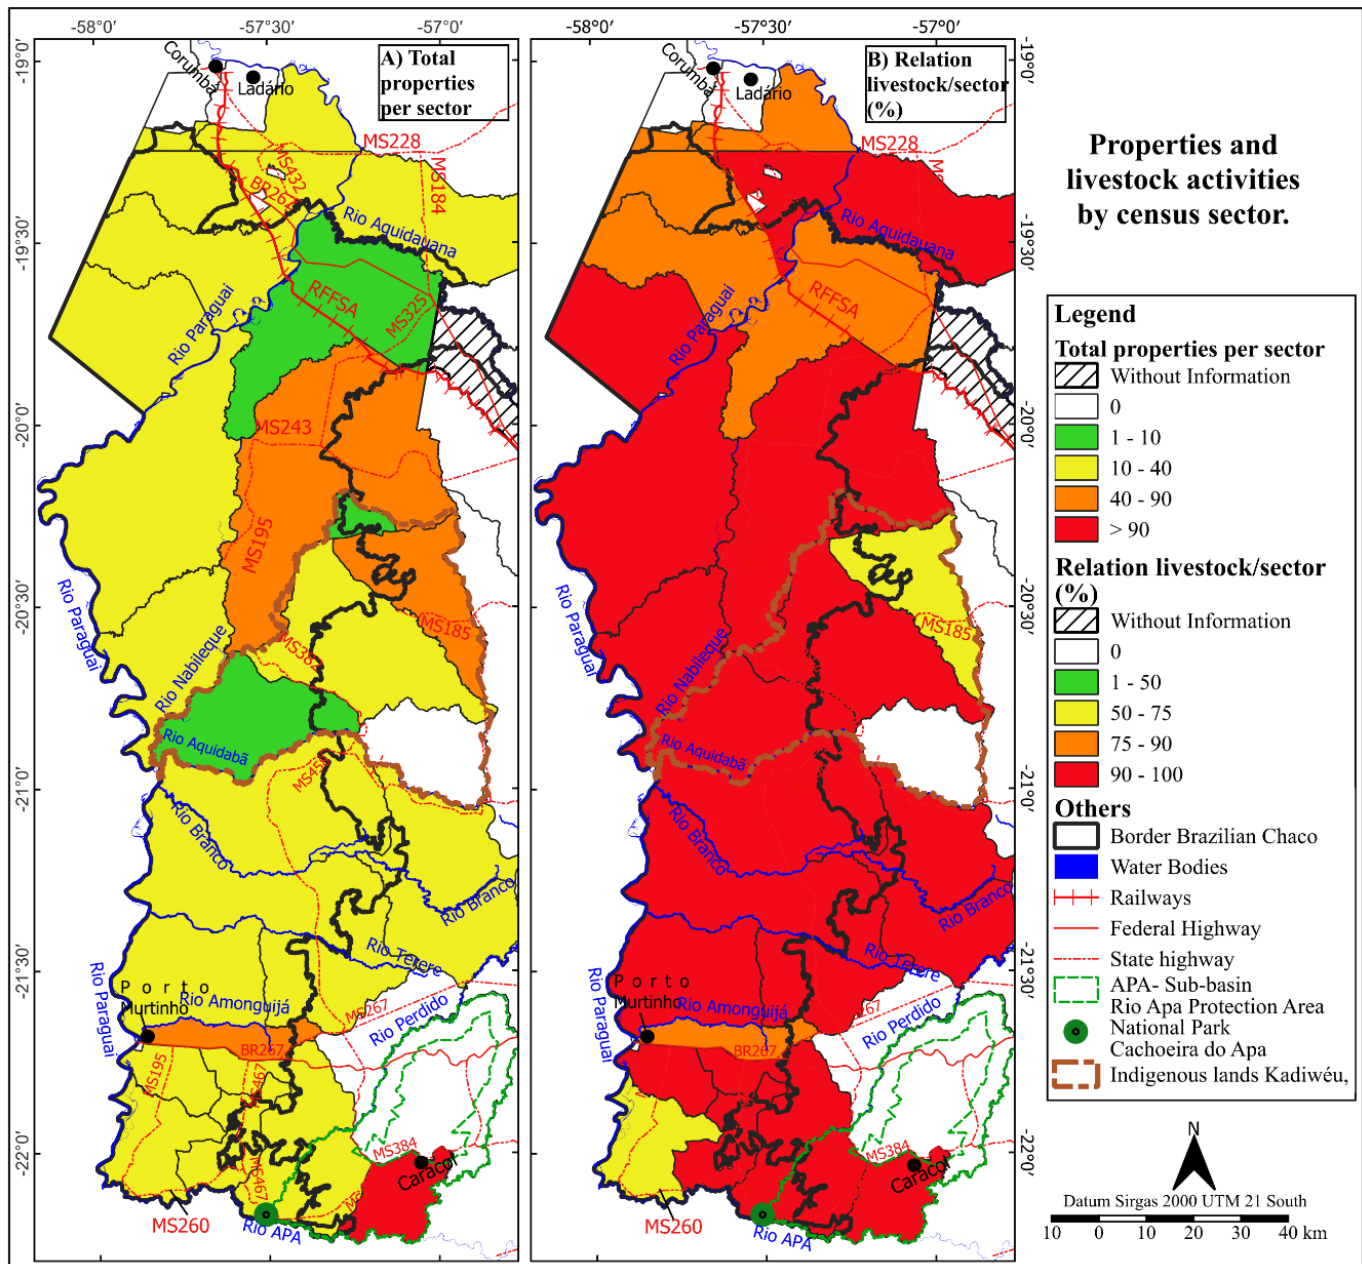 -58°0′
-57°30′
-57°0′
-58°0′
-57°30′
-57°0′
-19°0′
-19°30′
-20°0′
-20°30′
-21°0′
-21°30′
-22°0′
A) Total
properties
per sector
Corumbá
Ladário
MS228
MS432
BR262
MS184
Rio Aquidauana
RFFSA
MS325
Rio Paraguai
MS243
MS195
Rio Paraguai
MS185
MS382
Rio Nabileque
Rio Aquidabã
MS458
Rio Branco
Rio Branco
Rio Terere
Rio Paraguai
Porto
Murtinho
Rio Amonguijá
MS267
Rio Perdido
BR267
MS195
MS467
MS467
MS384
Caracol
MS260
Rio APA
B) Relation
livestock/sector
(%)
Corumbá
Ladário
MS228
Rio Aquidauana
RFFSA
Rio Paraguai
Rio Paraguai
MS185
Rio Nabileque
Rio Aquidabã
Rio Branco
Rio Branco
Rio Terere
Rio Paraguai
Porto
Murtinho
Rio Amonguijá
267
Rio Perdido
BR267
MS384
Caracol
MS260
Rio APA
-19°0′
-19°30′
-20°0′
-20°30′
-21°0′
-21°30′
-22°0′
Properties and
livestock activities
by census sector.
Legend
Total properties per sector
Without Information
0
1 - 10
10 - 40
40 - 90
> 90
Relation livestock/sector
(%)
Without Information
0
1 - 50
50 - 75
75 - 90
90 - 100
Others
Border Brazilian Chaco
Water Bodies
Railways
Federal Highway
State highway
APA- Sub-basin
Rio Apa Protection Area
National Park
Cachoeira do Apa
Indigenous lands Kadiwéu,
N
Datum Sirgas 2000 UTM 21 South
10 0 10 20 30 40 km